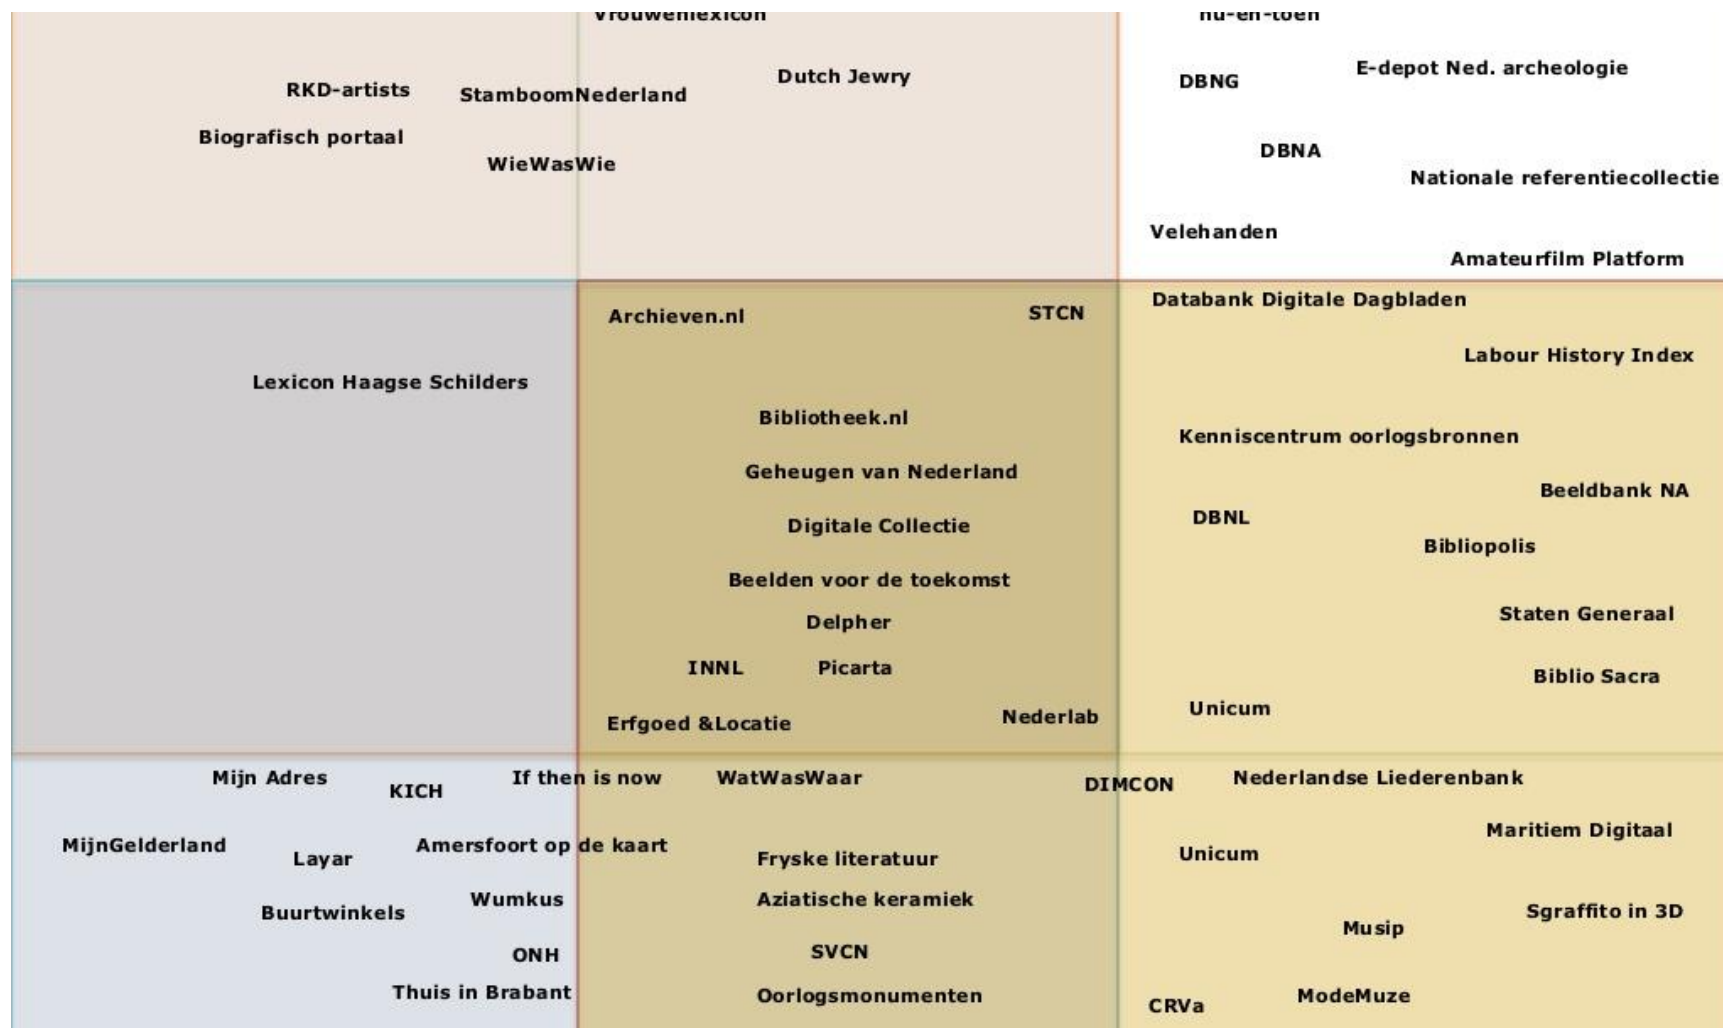 Vrouwenlexicon
nu-en-toen
E-depot Ned. archeologie
Dutch Jewry
DBNG
RKD-artists
StamboomNederland
Biografisch portaal
DBNA
WieWasWie
Nationale referentiecollectie
Velehanden
Amateurfilm Platform
Databank Digitale Dagbladen
STCN
Archieven.nl
Labour History Index
Lexicon Haagse Schilders
Bibliotheek.nl
Kenniscentrum oorlogsbronnen
Geheugen van Nederland
Beeldbank NA
DBNL
Digitale Collectie
Bibliopolis
Beelden voor de toekomst
Staten Generaal
Delpher
INNL
Picarta
Biblio Sacra
Unicum
Nederlab
Erfgoed &Locatie
Mijn Adres
If then is now
WatWasWaar
Nederlandse Liederenbank
DIMCON
KICH
Maritiem Digitaal
MijnGelderland
Amersfoort op de kaart
Unicum
Layar
Fryske literatuur
Wumkus
Aziatische keramiek
Buurtwinkels
Sgraffito in 3D
Musip
SVCN
ONH
Thuis in Brabant
Oorlogsmonumenten
ModeMuze
CRVa